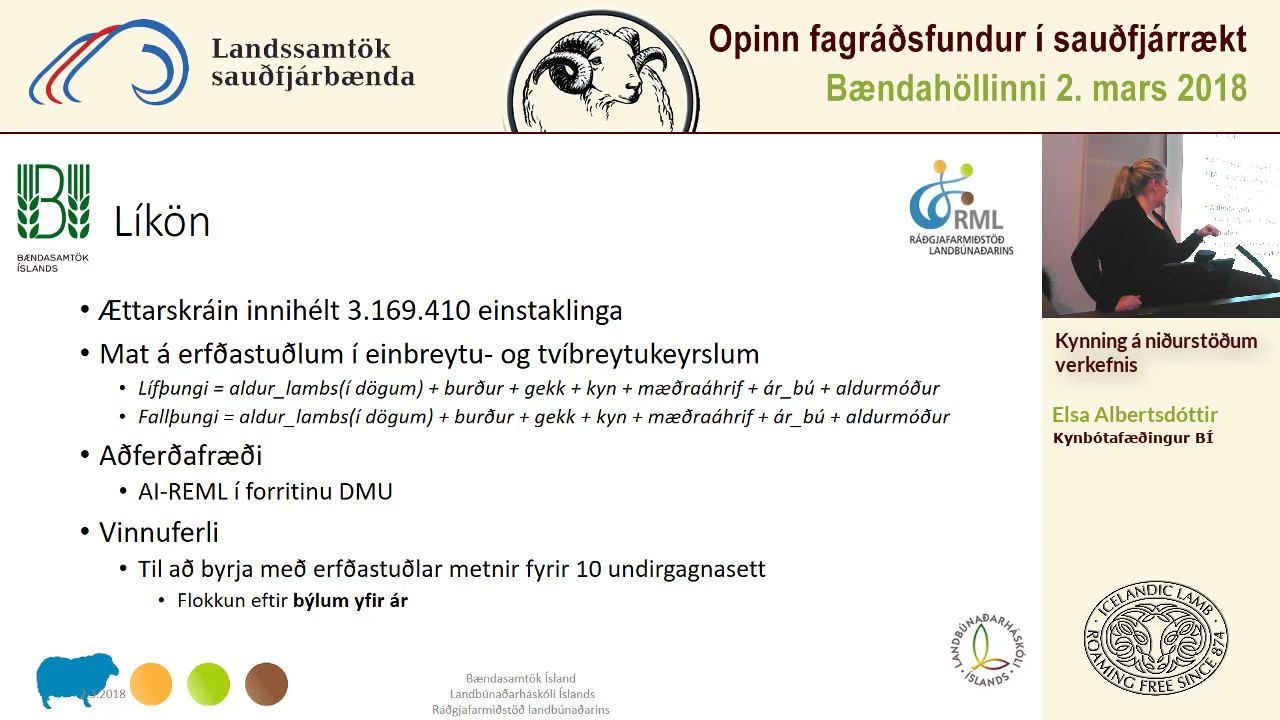 Landssamtök
sauðfjárbænda
Opinn fagráðsfundur í sauðfjárrækt
Bændahöllinni 2. mars 2018
BÆNDASAMTÖK
ÍSLANDS
Líkön
RML
RÁÐGJAFARMIÐSTÖÐ
LANDBÚNAÐARINS
• Ættarskráin innihélt 3.169.410 einstaklinga
• Mat á erfðastuðlum í einbreytu- og tvíbreytukeyrslum
• Lífþungi = aldur_lambs(í dögum) + burður + gekk + kyn + mæðraáhrif + ár_bú + aldurmóður
• Fallþungi = aldur_lambs(í dögum) + burður + gekk + kyn + mæðraáhrif + ár_bú + aldurmóður
• Aðferðafræði
• AI-REML í forritinu DMU
• Vinnuferli
• Til að byrja með erfðastuðlar metnir fyrir 10 undirgagnasett
• Flokkun eftir býlum yfir ár
Kynning á niðurstöðum
verkefnis
Elsa Albertsdóttir
Kynbótafæðingur BÍ
2.3.2018
Bændasamtök Ísland
Landbúnaðarháskóli Íslands
Ráðgjafarmiðstöð landbúnaðarins
LANDBÚNAÐARHÁSKÓLI
• ÍSLANDS •
• ICELANDIC LAMB •
ROAMING FREE SINCE 874